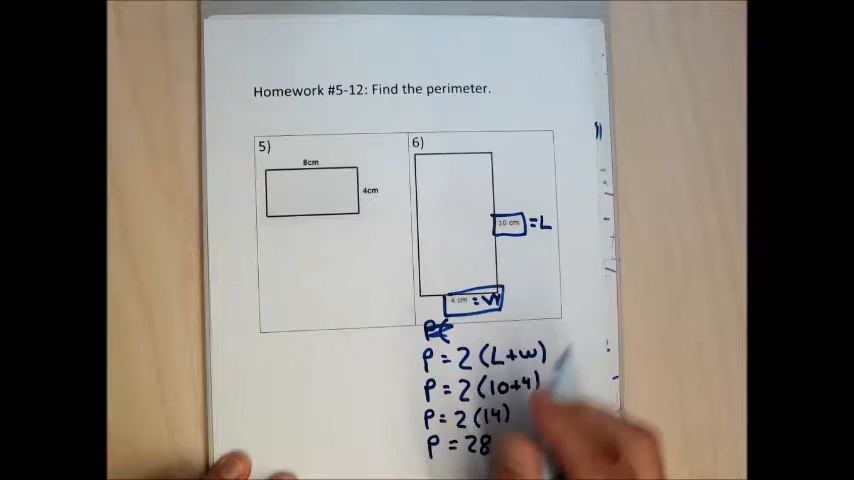 Homework #5-12: Find the perimeter.
5)
8cm
4cm
6)
10 cm = L
4 cm = W
P = 2 (L+w)
P = 2 (10+4)
P = 2 (14)
P = 28